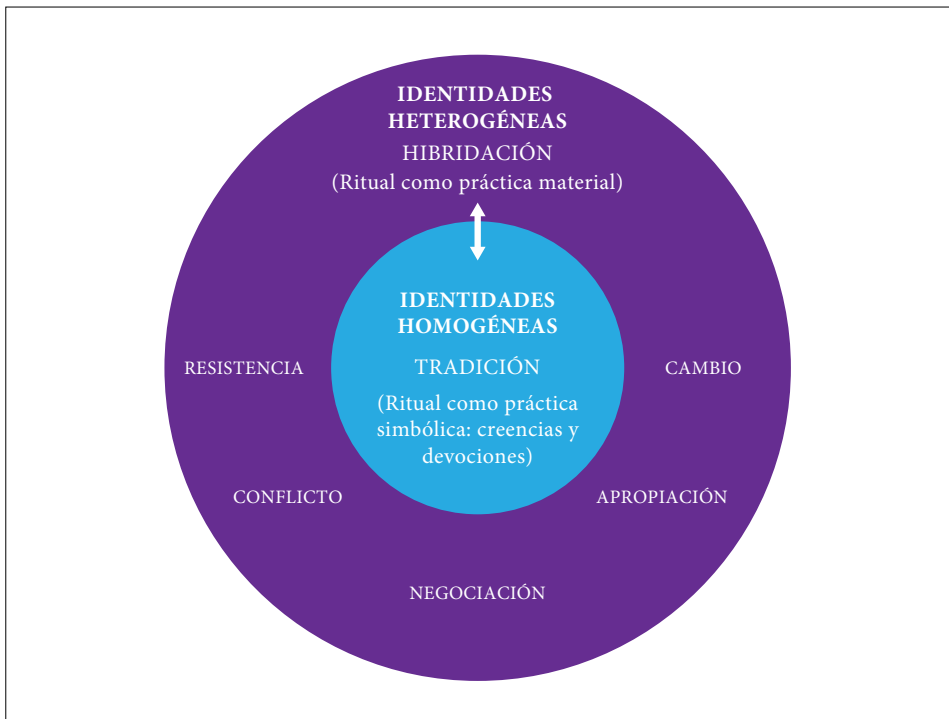 IDENTIDADES
HETEROGÉNEAS
HIBRIDACIÓN
(Ritual como práctica material)
IDENTIDADES
HOMOGÉNEAS
TRADICIÓN
(Ritual como práctica
simbólica: creencias y
devociones)
RESISTENCIA
CAMBIO
CONFLICTO
APROPIACIÓN
NEGOCIACIÓN